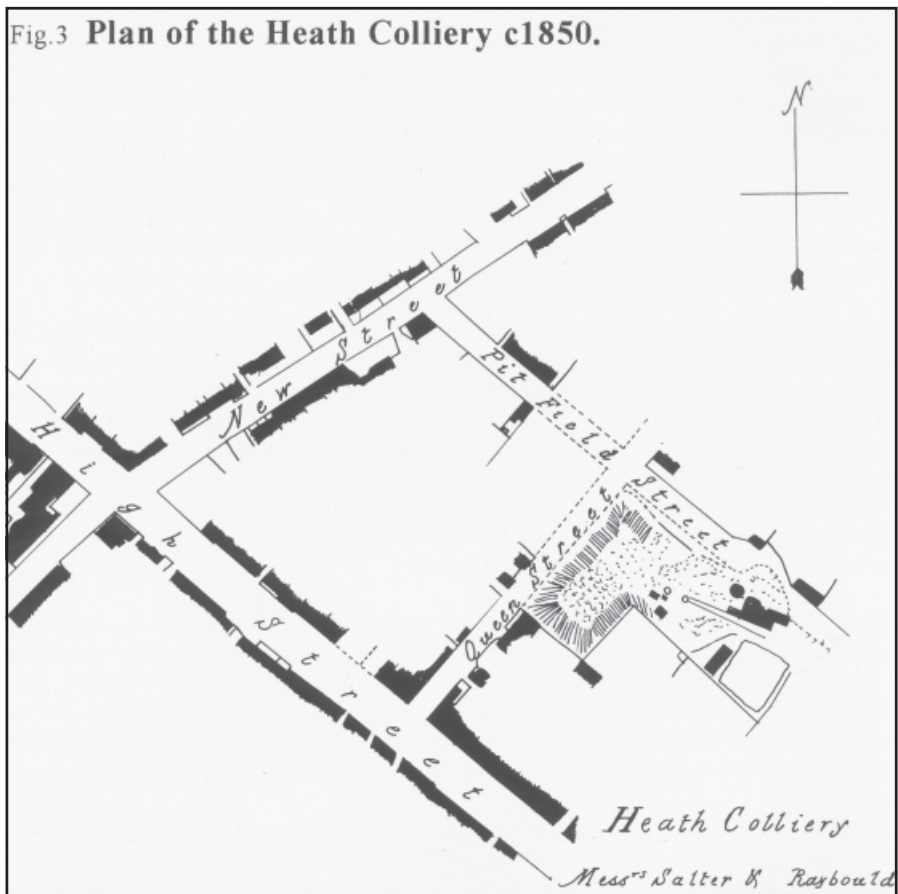 Fig.3 Plan of the Heath Colliery c1850.
N
New Street
Pit Field Street
High Street
Queen Street
Heath Colliery
Messrs Salter & Raybould